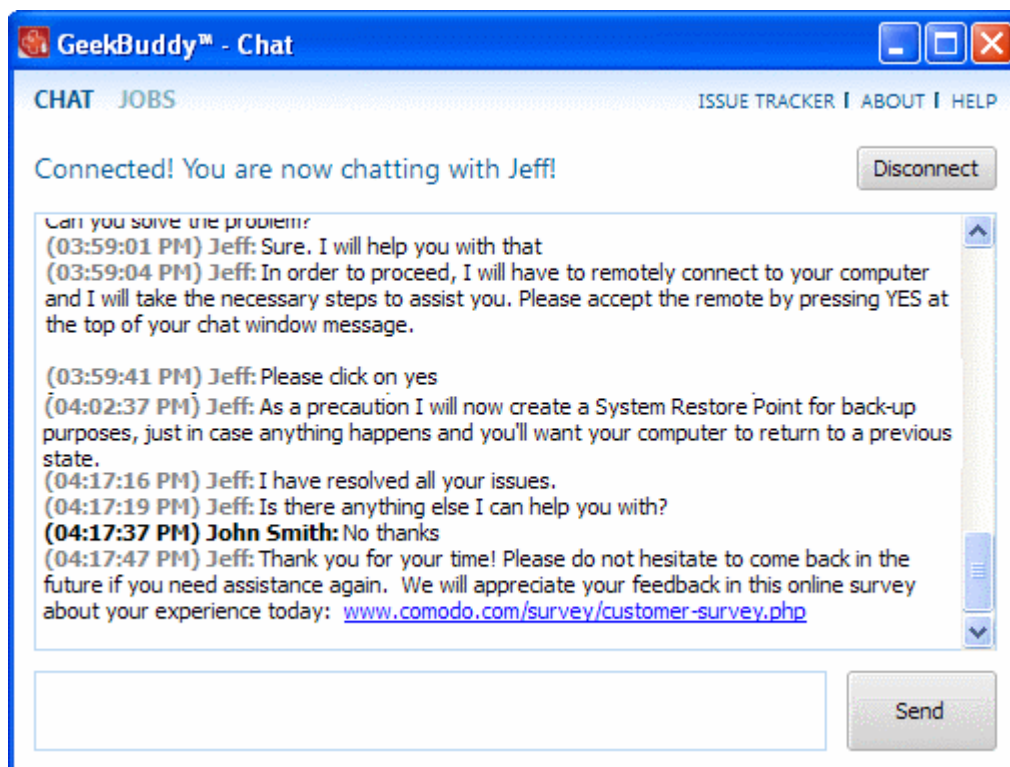 GeekBuddy™ - Chat
CHAT JOBS
ISSUE TRACKER | ABOUT | HELP
Connected! You are now chatting with Jeff!
Disconnect
Can you solve the problem?
(03:59:01 PM) Jeff: Sure. I will help you with that
(03:59:04 PM) Jeff: In order to proceed, I will have to remotely connect to your computer
and I will take the necessary steps to assist you. Please accept the remote by pressing YES at
the top of your chat window message.
(03:59:41 PM) Jeff: Please click on yes
(04:02:37 PM) Jeff: As a precaution I will now create a System Restore Point for back-up
purposes, just in case anything happens and you'll want your computer to return to a previous
state.
(04:17:16 PM) Jeff: I have resolved all your issues.
(04:17:19 PM) Jeff: Is there anything else I can help you with?
(04:17:37 PM) John Smith: No thanks
(04:17:47 PM) Jeff: Thank you for your time! Please do not hesitate to come back in the
future if you need assistance again.  We will appreciate your feedback in this online survey
about your experience today:  www.comodo.com/survey/customer-survey.php
Send